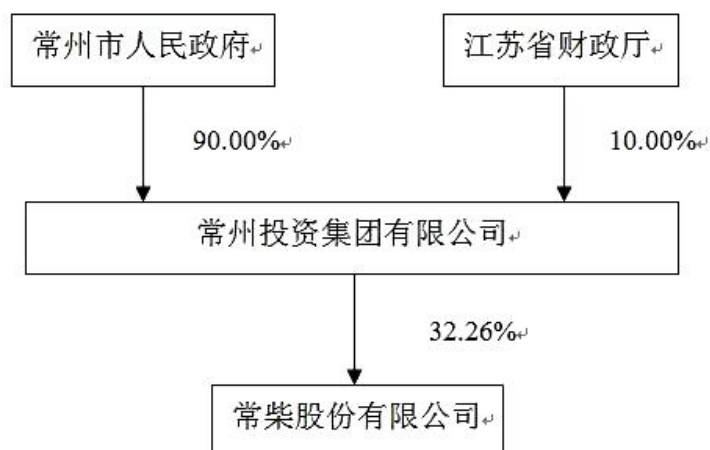 常州市人民政府
江苏省财政厅
90.00%
10.00%
常州投资集团有限公司
32.26%
常柴股份有限公司